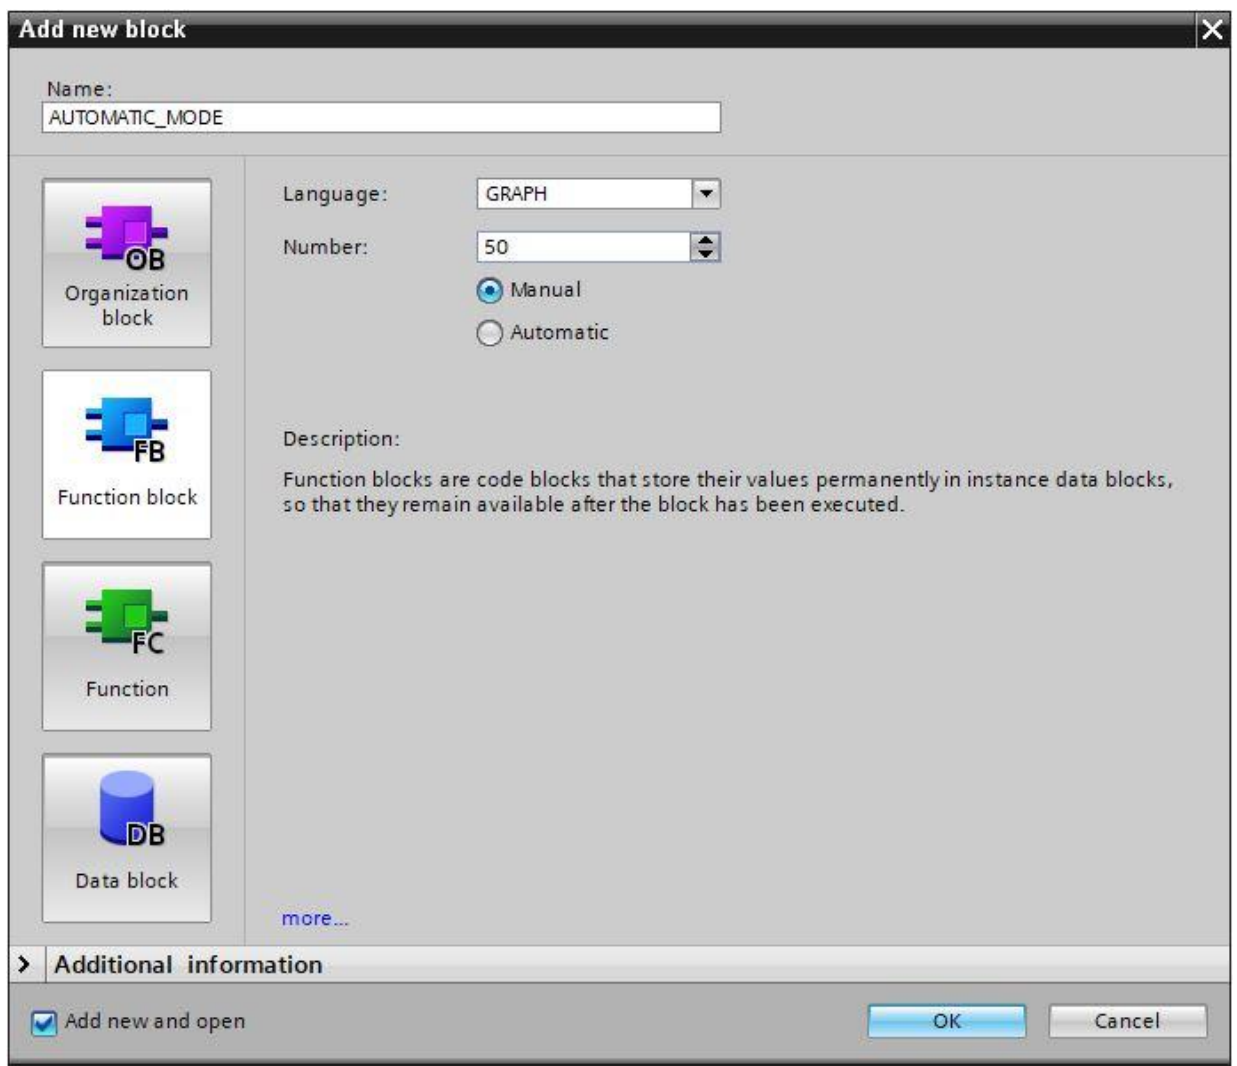 Add new block
Name:
AUTOMATIC_MODE
OB
Organization
block
FB
Function block
FC
Function
DB
Data block
Language:
GRAPH
Number:
50
Manual
Automatic
Description:
Function blocks are code blocks that store their values permanently in instance data blocks,
so that they remain available after the block has been executed.
more...
Additional information
Add new and open
OK
Cancel